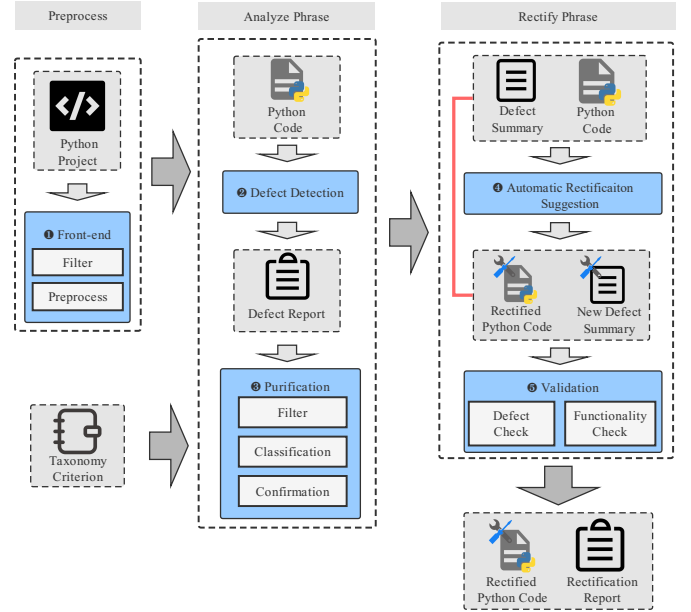 Preprocess
Analyze Phrase
Rectify Phrase
Python
Project
❶ Front-end
Filter
Preprocess
Taxonomy
Criterion
Python
Code
❷ Defect Detection
Defect Report
❸ Purification
Filter
Classification
Confirmation
Defect
Summary
Python
Code
❹ Automatic Rectificaiton
Suggestion
Rectified
Python Code
New Defect
Summary
❺ Validation
Defect
Check
Functionality
Check
Rectified
Python Code
Rectification
Report